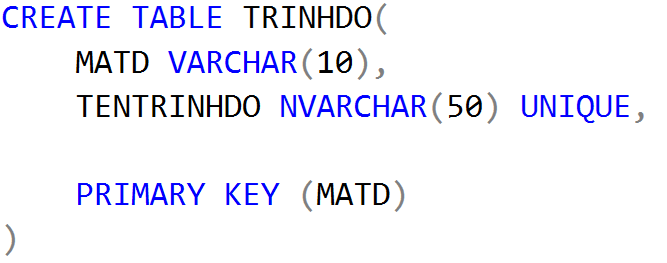 CREATE TABLE TRINHDO(
MATD VARCHAR(10),
TENTRINHDO NVARCHAR(50) UNIQUE,
PRIMARY KEY (MATD)
)